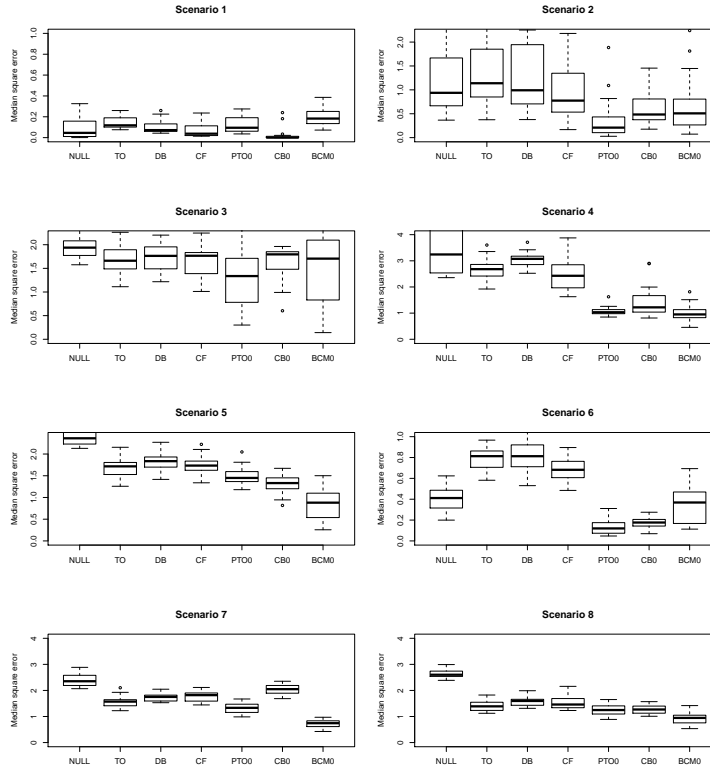 Scenario 1
Median square error
0.0 0.2 0.4 0.6 0.8 1.0
NULL TO DB CF PTO0 CB0 BCM0
Scenario 2
Median square error
0.0 0.5 1.0 1.5 2.0
NULL TO DB CF PTO0 CB0 BCM0
Scenario 3
Median square error
0.0 0.5 1.0 1.5 2.0
NULL TO DB CF PTO0 CB0 BCM0
Scenario 4
Median square error
0 1 2 3 4
NULL TO DB CF PTO0 CB0 BCM0
Scenario 5
Median square error
0.0 0.5 1.0 1.5 2.0
NULL TO DB CF PTO0 CB0 BCM0
Scenario 6
Median square error
0.0 0.2 0.4 0.6 0.8 1.0
NULL TO DB CF PTO0 CB0 BCM0
Scenario 7
Median square error
0 1 2 3 4
NULL TO DB CF PTO0 CB0 BCM0
Scenario 8
Median square error
0 1 2 3 4
NULL TO DB CF PTO0 CB0 BCM0